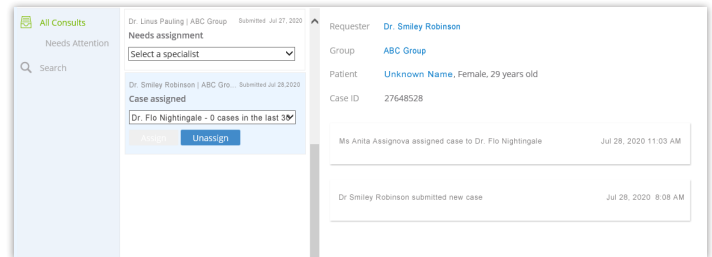 All Consults
Needs Attention
Search
Dr. Linus Pauling | ABC Group Submitted: Jul 27, 2020
Needs assignment
Select a specialist
Dr. Smiley Robinson | ABC Gro... Submitted Jul 28,2020
Case assigned
Dr. Flo Nightingale - 0 cases in the last 30
Assign Unassign
Requester Dr. Smiley Robinson
Group ABC Group
Patient Unknown Name, Female, 29 years old
Case ID 27648528
Ms Anita Assignova assigned case to Dr. Flo Nightingale Jul 28, 2020 11:03 AM
Dr Smiley Robinson submitted new case Jul 28, 2020 8:08 AM